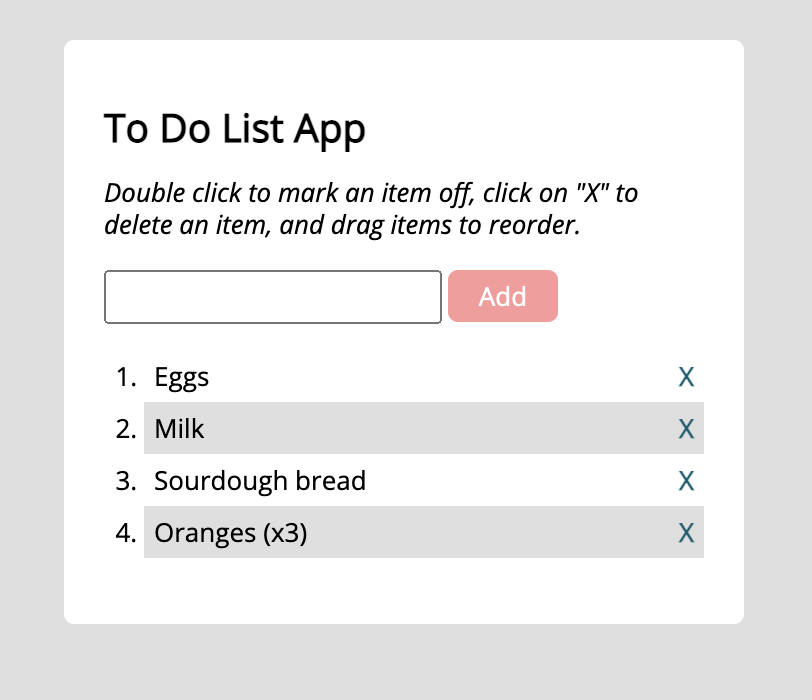 To Do List App
Double click to mark an item off, click on "X" to
delete an item, and drag items to reorder.
Add
1. Eggs X
2. Milk X
3. Sourdough bread X
4. Oranges (x3) X